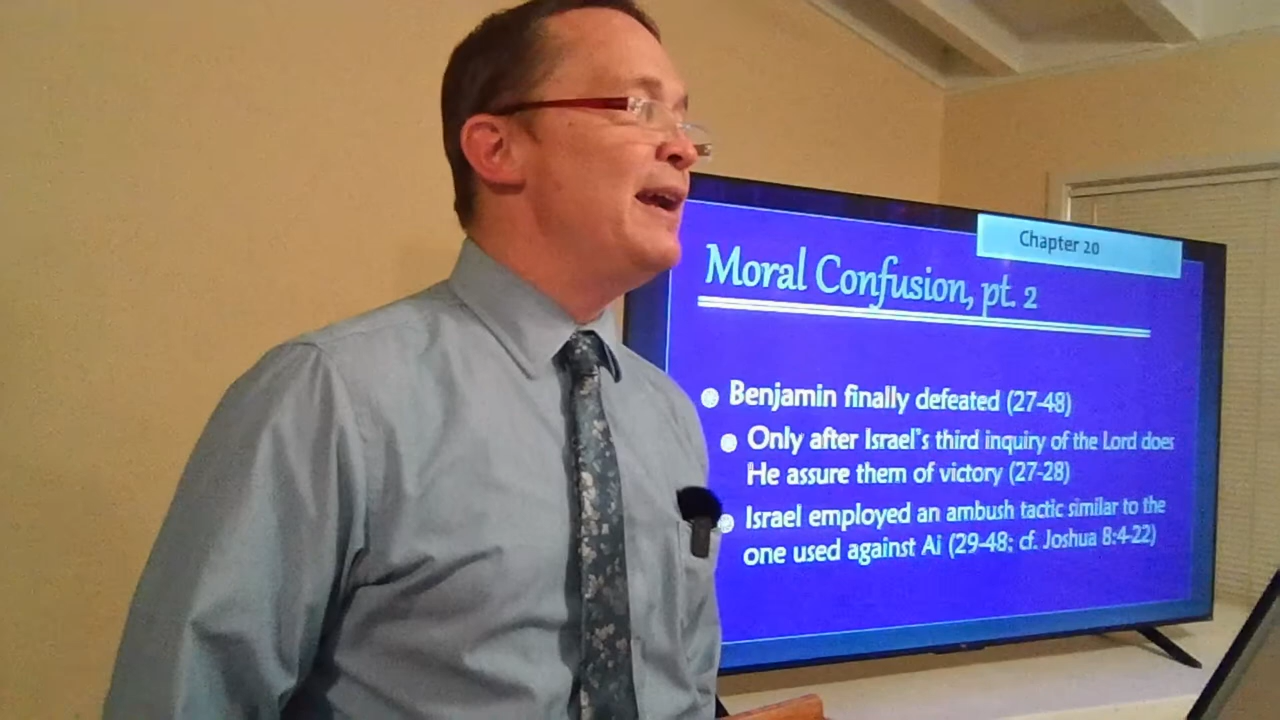 Chapter 20
Moral Confusion, pt. 2
Benjamin finally defeated (27-48)
Only after Israel's third inquiry of the Lord does
He assure them of victory (27-28)
Israel employed an ambush tactic similar to the
one used against Ai (29-48; cf. Joshua 8:4-22)